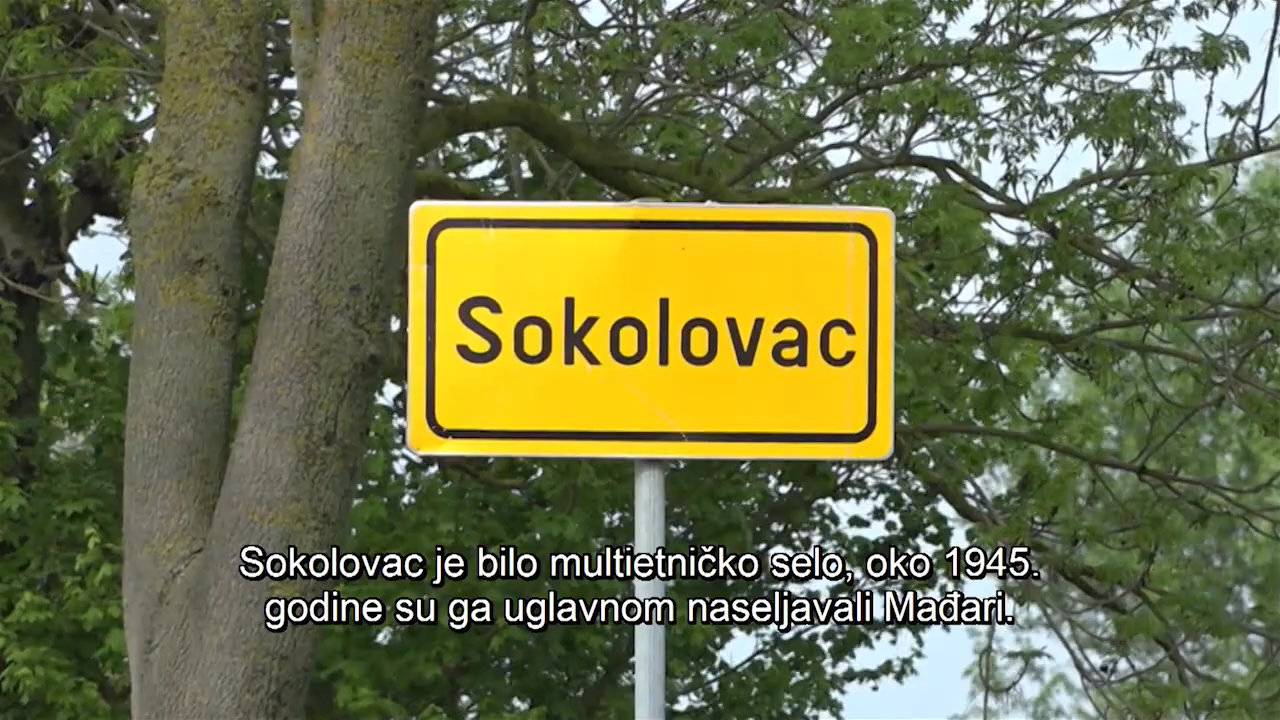 Sokolovac
Sokolovac je bilo multietničko selo, oko 1945.
godine su ga uglavnom naseljavali Mađari.